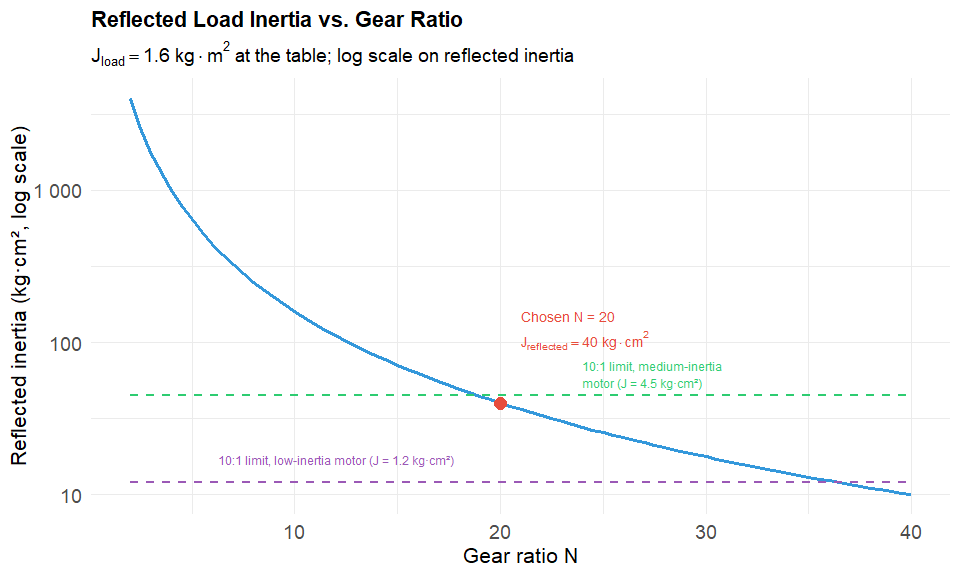 Reflected Load Inertia vs. Gear Ratio
J_load = 1.6 kg · m² at the table; log scale on reflected inertia
Reflected inertia (kg·cm², log scale)
1 000
100
10
Chosen N = 20
J_reflected = 40 kg · cm²
10:1 limit, medium-inertia
motor (J = 4.5 kg·cm²)
10:1 limit, low-inertia motor (J = 1.2 kg·cm²)
10 20 30 40
Gear ratio N